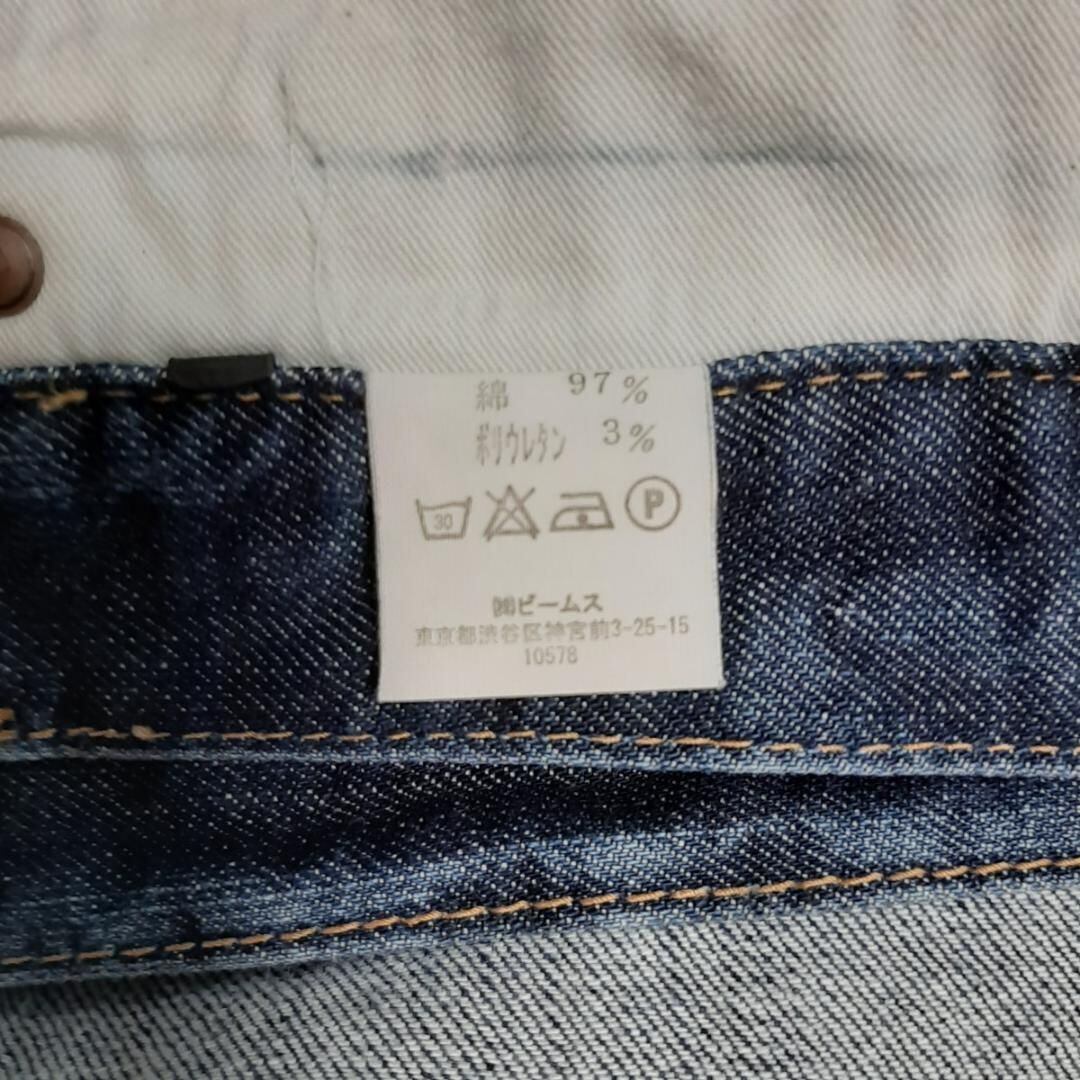 綿 97%
ポリウレタン 3%
30 P
㈱ビームス
東京都渋谷区神宮前3-25-15
10578